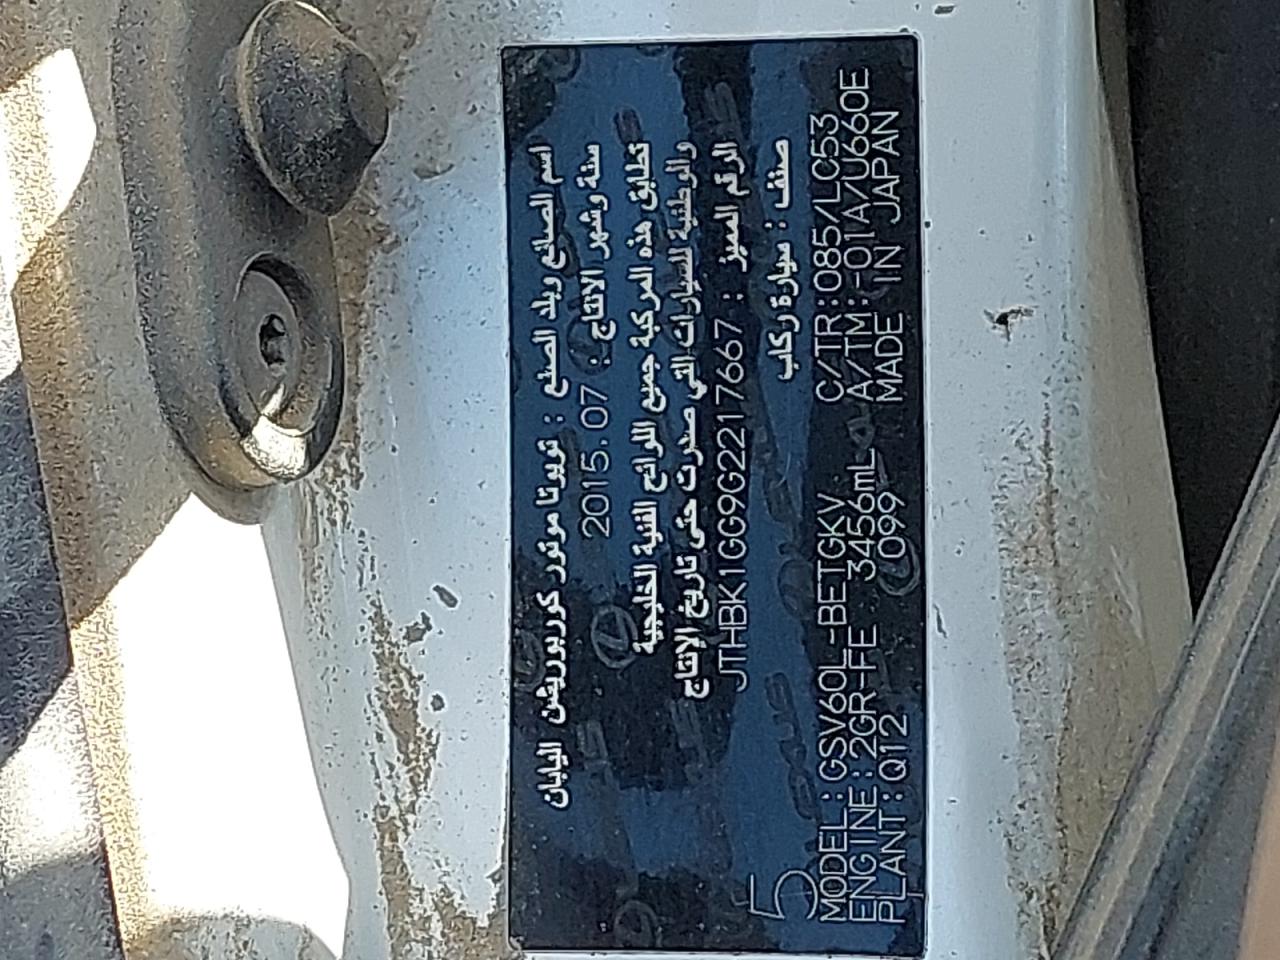 اسم الصانع وبلد الصنع : تويوتا موتور كوربوريشن اليابان
سنة وشهر الانتاج : 2015.07
تطابق هذه المركبة جميع اللوائح الفنية الخليجية
والوطنية للسيارات التي صدرت حتى تاريخ الإنتاج
الرقم المميز : JTHBK1GG9G2217667
صنف : سيارة ركاب
5
MODEL:GSV60L-BETGKV C/TR:085/LC53
ENGINE:2GR-FE 3456mL A/TM:-01A/U660E
PLANT:Q12 099 MADE IN JAPAN